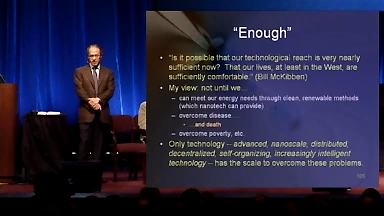 “Enough”
• “Is it possible that our technological reach is very nearly
sufficient now? That our lives, at least in the West, are
sufficiently comfortable.” (Bill McKibben)
• My view: not until we…
– can meet our energy needs through clean, renewable methods
(which nanotech can provide)
– overcome disease…
• …and death
– overcome poverty, etc.
• Only technology – advanced, nanoscale, distributed,
decentralized, self-organizing, increasingly intelligent
technology – has the scale to overcome these problems.